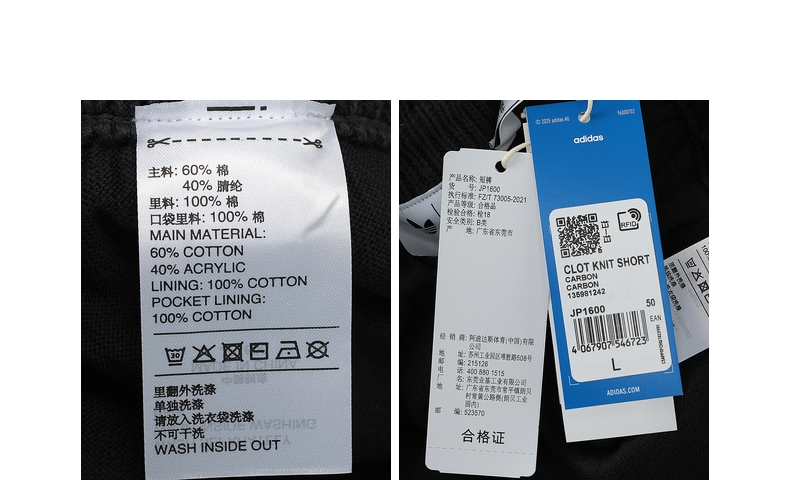 主料: 60% 棉
40% 腈纶
里料: 100% 棉
口袋里料: 100% 棉
MAIN MATERIAL:
60% COTTON
40% ACRYLIC
LINING: 100% COTTON
POCKET LINING:
100% COTTON
30
里翻外洗涤
单独洗涤
请放入洗衣袋洗涤
不可干洗
WASH INSIDE OUT
产品名称: 短裤
货 号: JP1600
执行标准: FZ/T 73005-2021
产品等级: 合格品
检验合格: 检18
安全类别: B类
产 地: 广东省东莞市
经 销 商: 阿迪达斯体育(中国)有限
公司
地 址: 苏州工业园区唯胜路508号
邮 编: 215126
电 话: 400 880 1515
厂 名: 东莞业基工业有限公司
地 址: 广东省东莞市常平镇朗贝
村常黄公路侧(朗贝工业
园内)
邮 编: 523570
合格证
© 2025 adidas AG
adidas
RFID
CLOT KNIT SHORT
CARBON
CARBON
135981242
JP1600
50
EAN
4 067907 546723
L
ADIDAS.COM